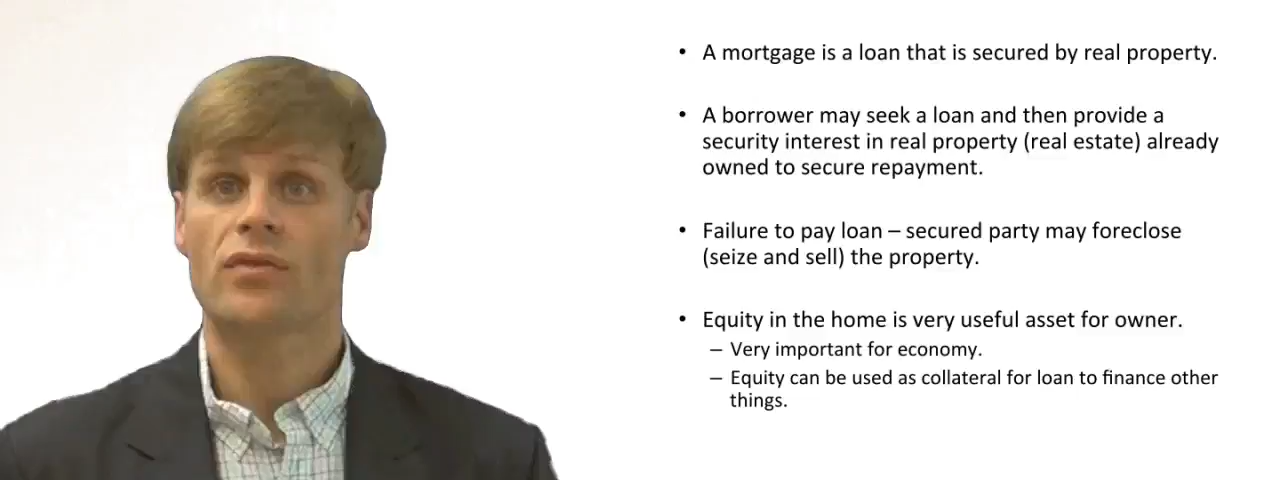 • A mortgage is a loan that is secured by real property.
• A borrower may seek a loan and then provide a
security interest in real property (real estate) already
owned to secure repayment.
• Failure to pay loan – secured party may foreclose
(seize and sell) the property.
• Equity in the home is very useful asset for owner.
– Very important for economy.
– Equity can be used as collateral for loan to finance other
things.